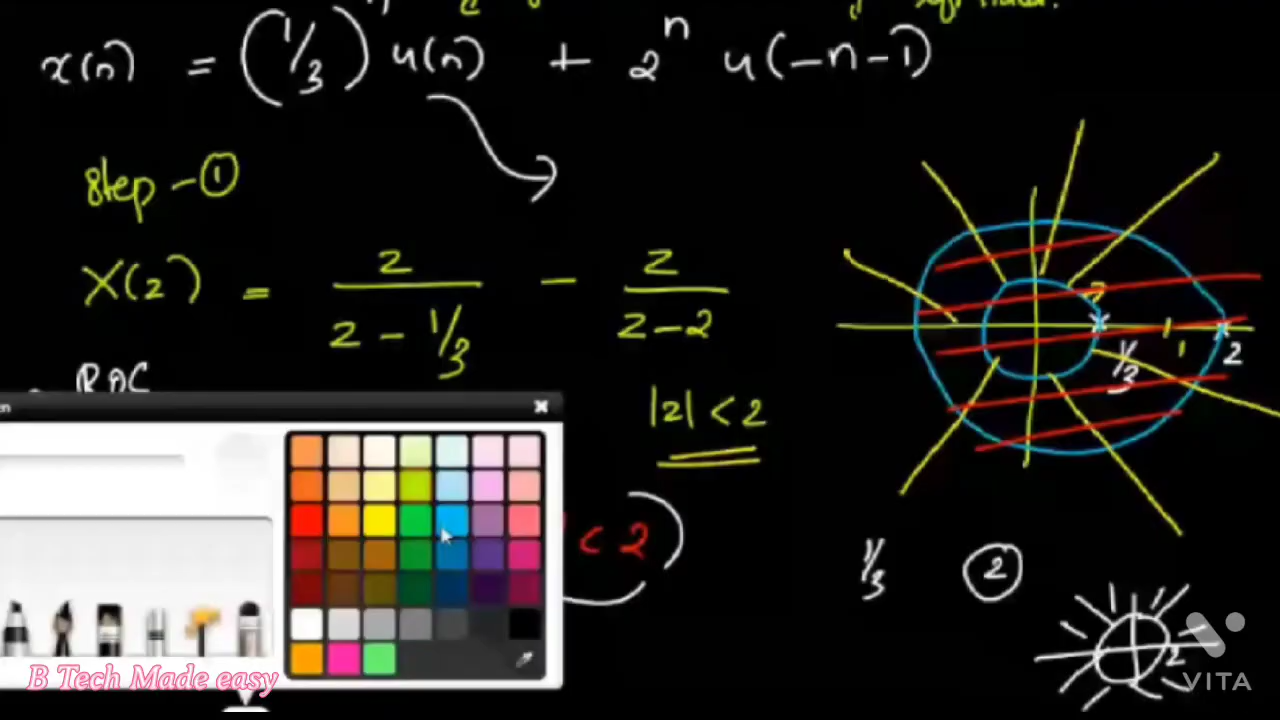 x(n) = (1/3)^n u(n) + 2^n u(-n-1)
Step - ①
X(z) = z / (z - 1/3) - z / (z-2)
ROC
|z| < 2
< 2)
1/3
1
2
1/3 ②
2
B Tech Made easy
VITA